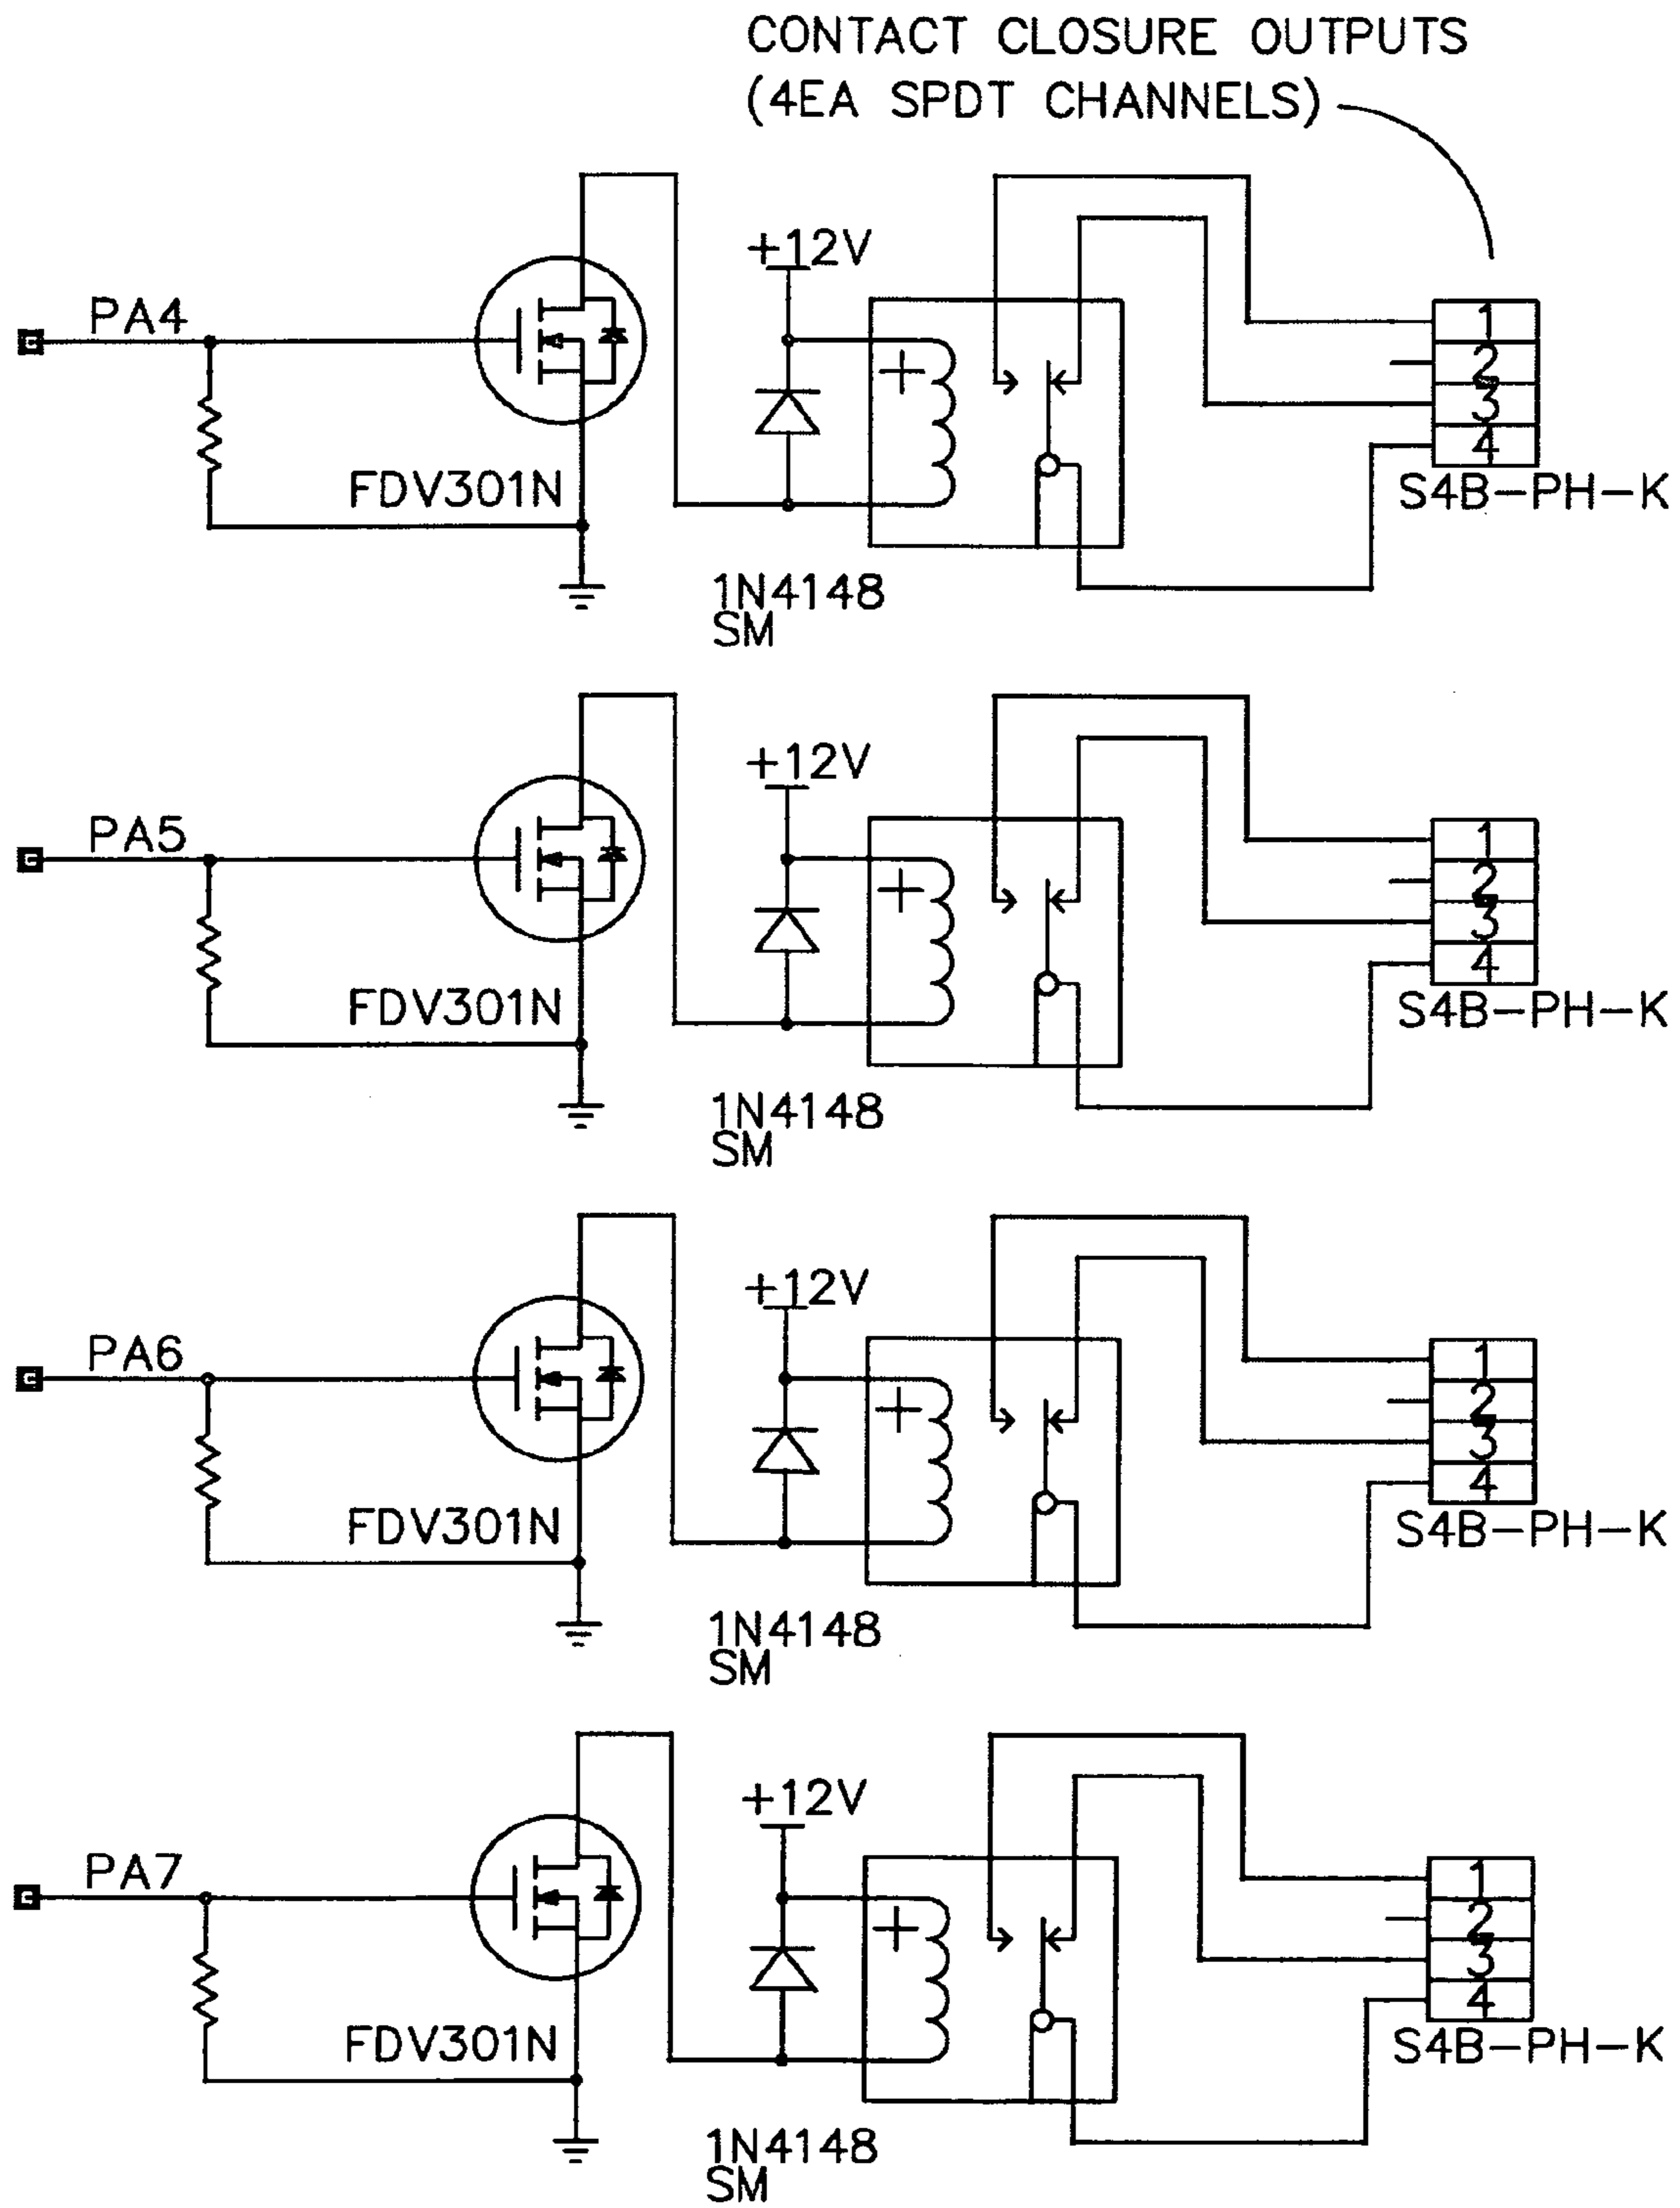 CONTACT CLOSURE OUTPUTS
(4EA SPDT CHANNELS)
PA4
FDV301N
+12V
+
1N4148
SM
1
2
3
4
S4B-PH-K
PA5
FDV301N
+12V
+
1N4148
SM
1
2
3
4
S4B-PH-K
PA6
FDV301N
+12V
+
1N4148
SM
1
2
3
4
S4B-PH-K
PA7
FDV301N
+12V
+
1N4148
SM
1
2
3
4
S4B-PH-K